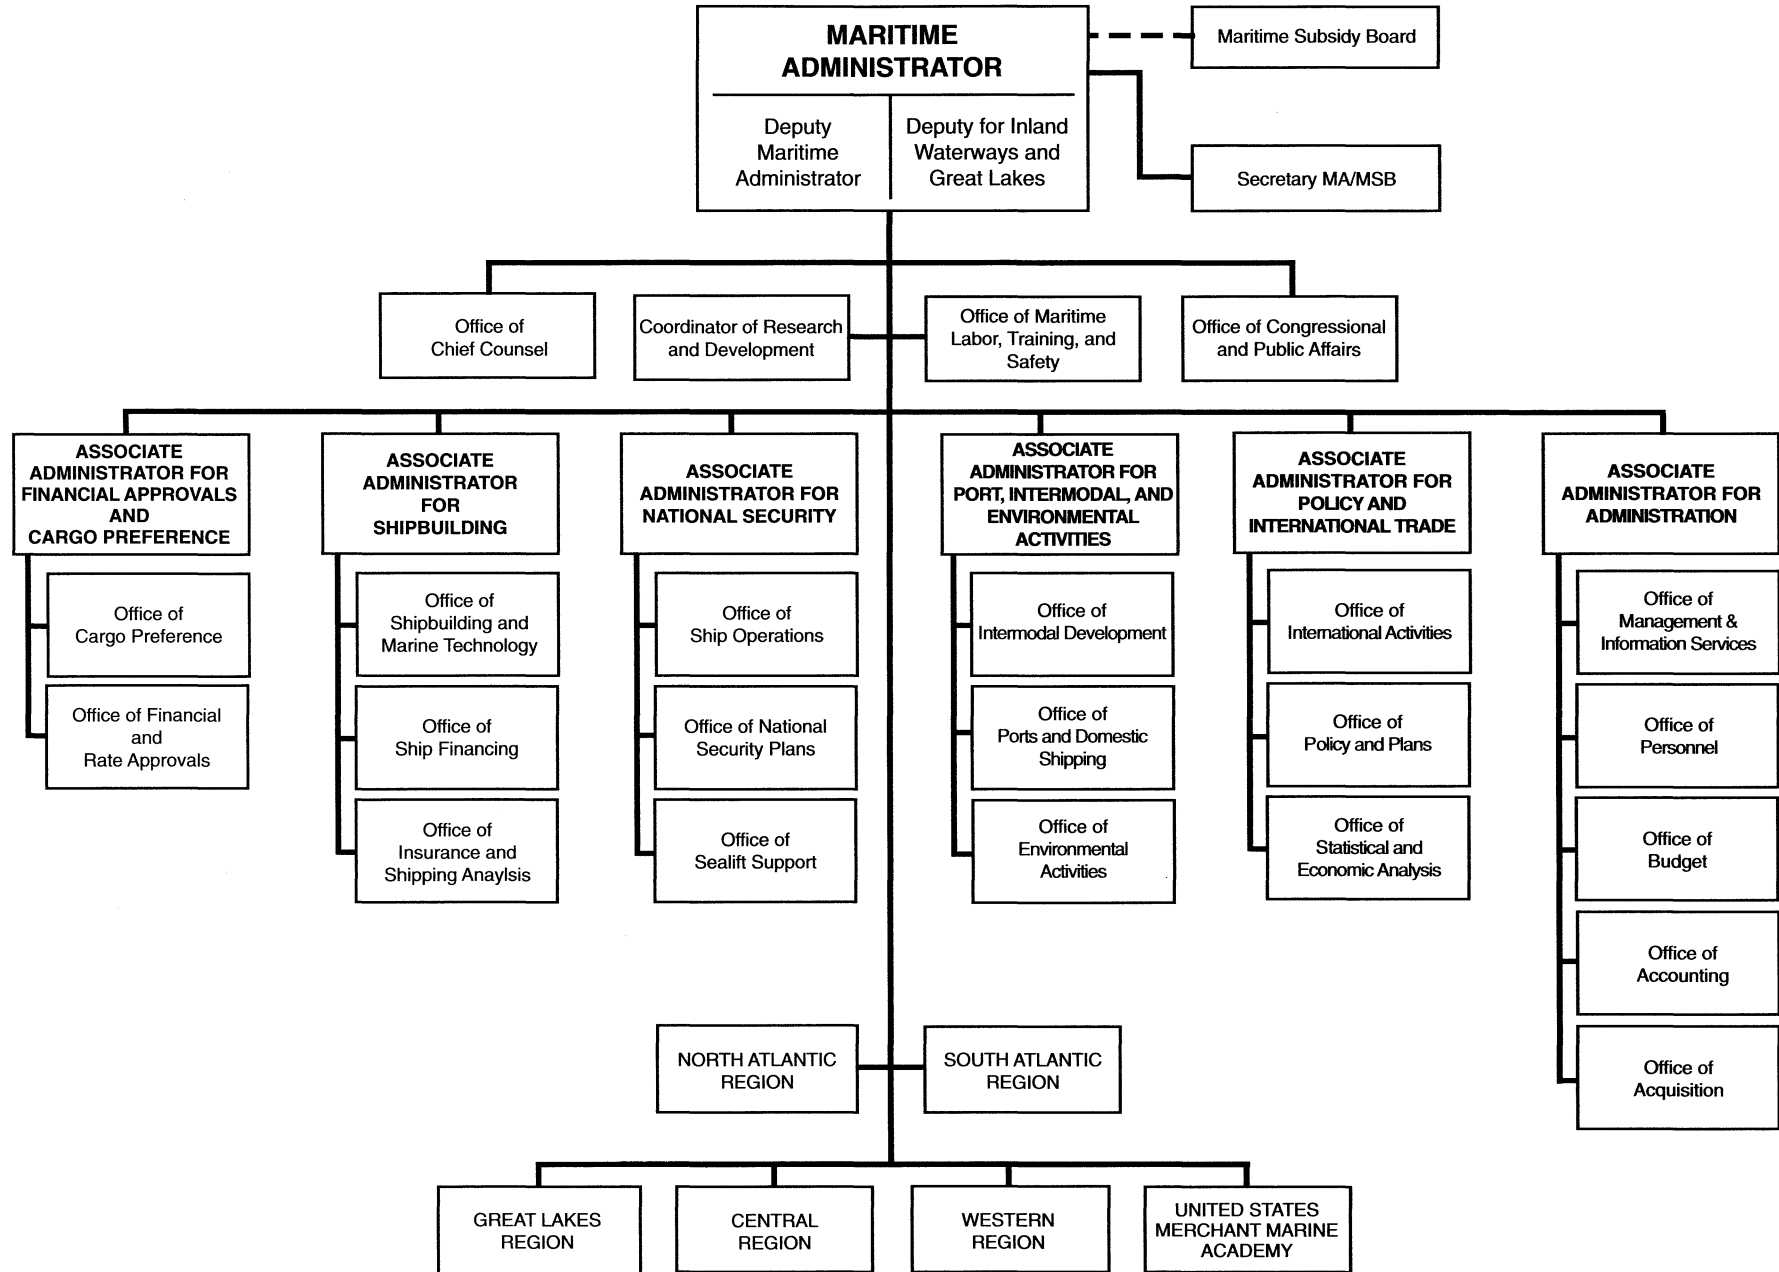 MARITIME
ADMINISTRATOR
Deputy
Maritime
Administrator
Deputy for Inland
Waterways and
Great Lakes
Maritime Subsidy Board
Secretary MA/MSB
Office of
Chief Counsel
Coordinator of Research
and Development
Office of Maritime
Labor, Training, and
Safety
Office of Congressional
and Public Affairs
ASSOCIATE
ADMINISTRATOR FOR
FINANCIAL APPROVALS
AND
CARGO PREFERENCE
Office of
Cargo Preference
Office of Financial
and
Rate Approvals
ASSOCIATE
ADMINISTRATOR
FOR
SHIPBUILDING
Office of
Shipbuilding and
Marine Technology
Office of
Ship Financing
Office of
Insurance and
Shipping Anaylsis
ASSOCIATE
ADMINISTRATOR FOR
NATIONAL SECURITY
Office of
Ship Operations
Office of National
Security Plans
Office of
Sealift Support
ASSOCIATE
ADMINISTRATOR FOR
PORT, INTERMODAL, AND
ENVIRONMENTAL
ACTIVITIES
Office of
Intermodal Development
Office of
Ports and Domestic
Shipping
Office of
Environmental
Activities
ASSOCIATE
ADMINISTRATOR FOR
POLICY AND
INTERNATIONAL TRADE
Office of
International Activities
Office of
Policy and Plans
Office of
Statistical and
Economic Analysis
ASSOCIATE
ADMINISTRATOR FOR
ADMINISTRATION
Office of
Management &
Information Services
Office of
Personnel
Office of
Budget
Office of
Accounting
Office of
Acquisition
NORTH ATLANTIC
REGION
SOUTH ATLANTIC
REGION
GREAT LAKES
REGION
CENTRAL
REGION
WESTERN
REGION
UNITED STATES
MERCHANT MARINE
ACADEMY